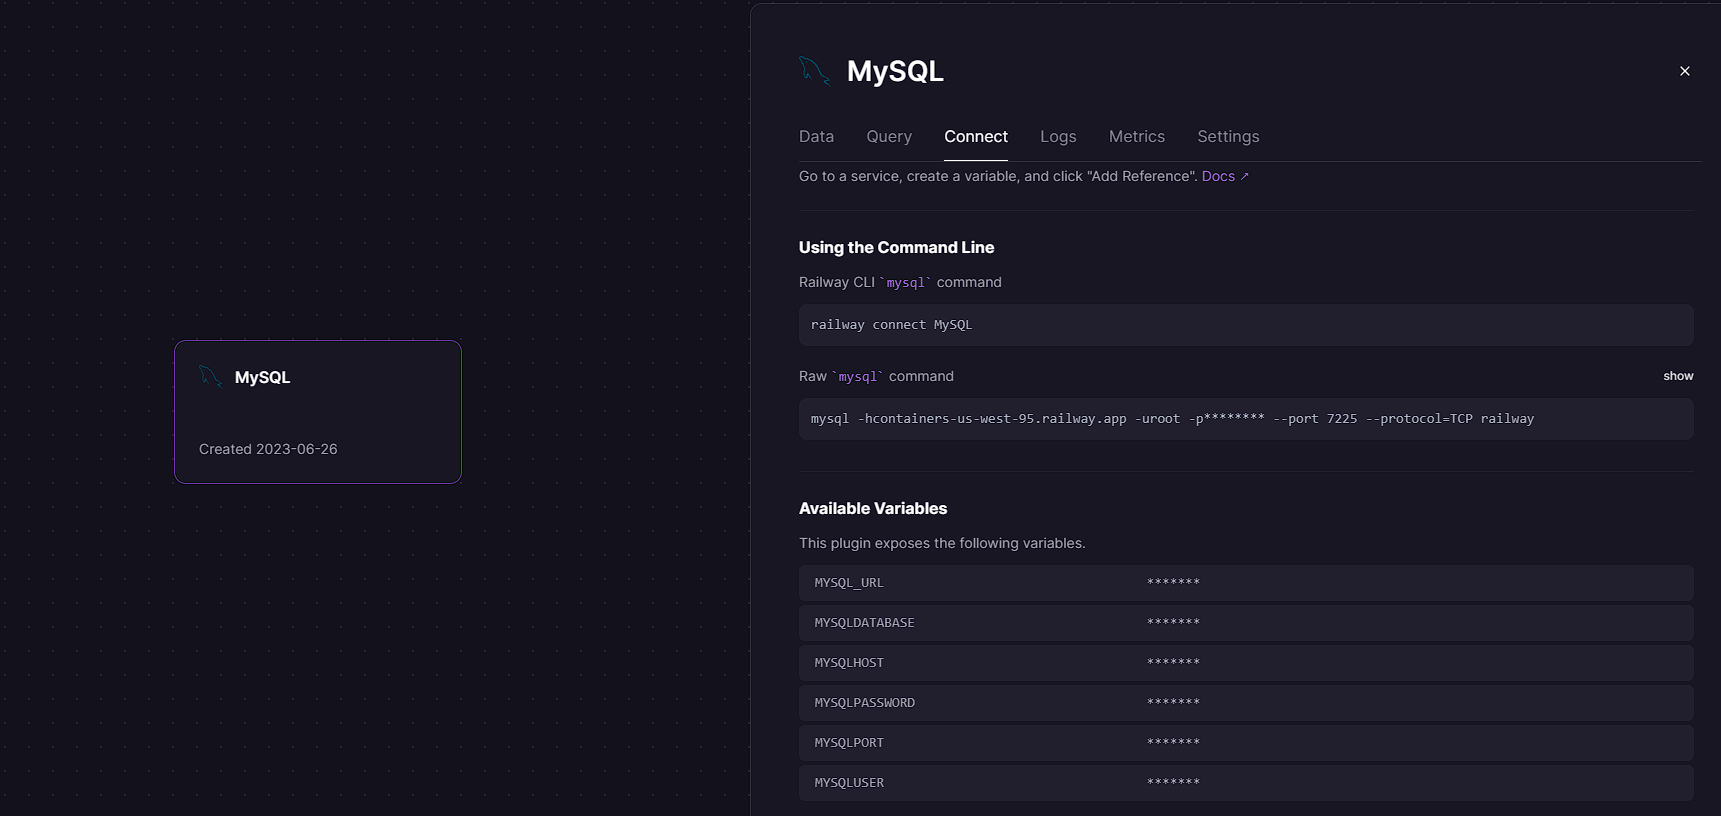 MySQL
Created 2023-06-26
MySQL
Data Query Connect Logs Metrics Settings
Go to a service, create a variable, and click "Add Reference". Docs ↗
Using the Command Line
Railway CLI `mysql` command
railway connect MySQL
Raw `mysql` command show
mysql -hcontainers-us-west-95.railway.app -uroot -p******** --port 7225 --protocol=TCP railway
Available Variables
This plugin exposes the following variables.
MYSQL_URL *******
MYSQLDATABASE *******
MYSQLHOST *******
MYSQLPASSWORD *******
MYSQLPORT *******
MYSQLUSER *******